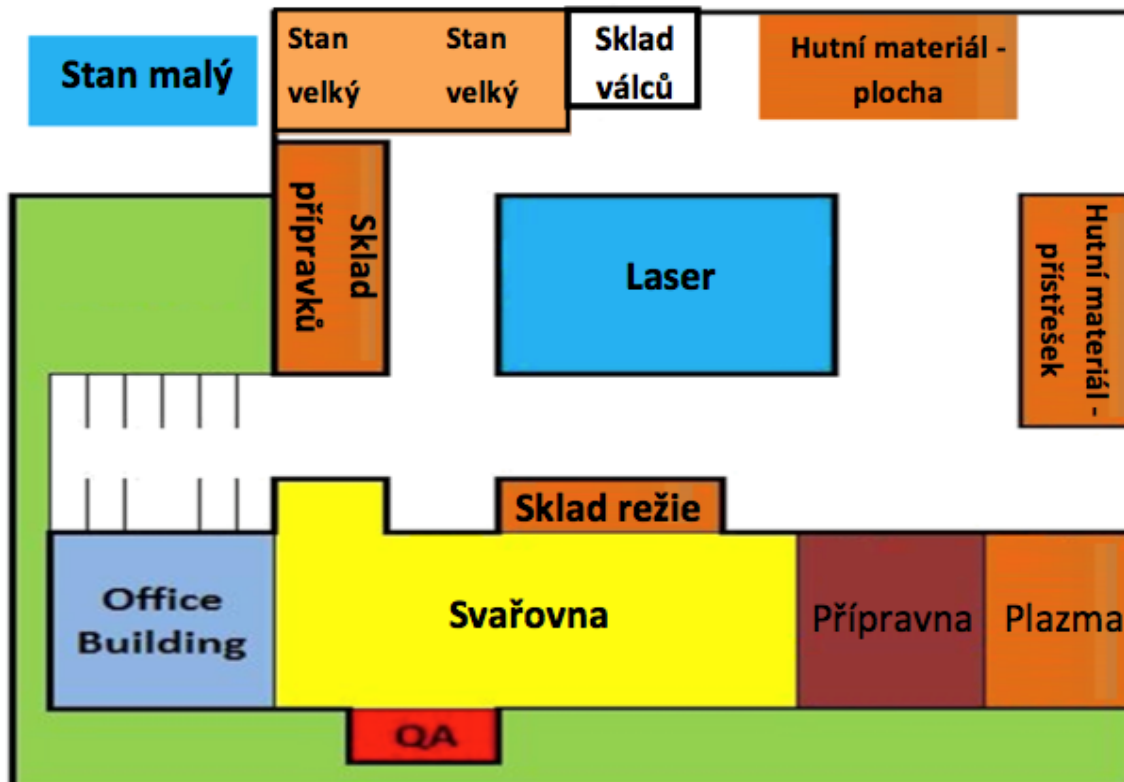 Stan malý
Stan
velký
Stan
velký
Sklad
válců
Hutní materiál -
plocha
Sklad
přípravků
Laser
Hutní materiál -
přístřešek
Sklad režie
Office
Building
Svařovna
Přípravna
Plazma
QA